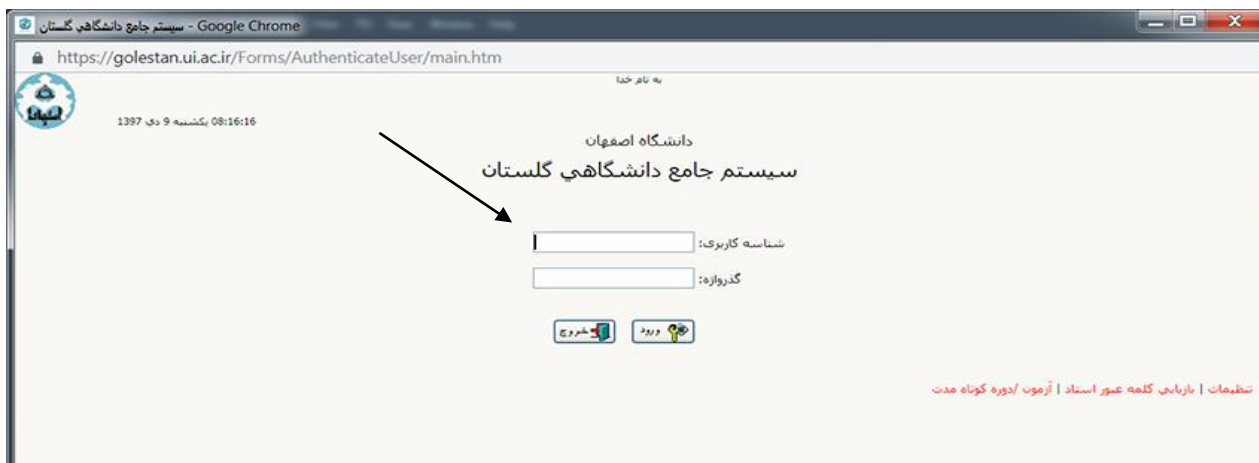 سیستم جامع دانشگاهي گلستان - Google Chrome
https://golestan.ui.ac.ir/Forms/AuthenticateUser/main.htm
به نام خدا
08:16:16 یکشنبه 9 دی 1397
دانشگاه اصفهان
سیستم جامع دانشگاهي گلستان
شناسه کاربری:
گذرواژه:
ورود
خروج
تنظیمات | بازیابي کلمه عبور استاد | آزمون /دوره کوتاه مدت